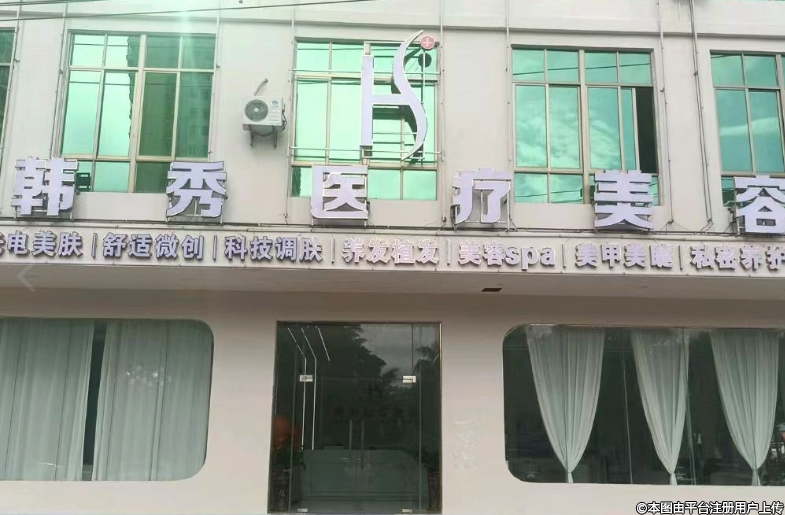 HS
韩秀医疗美容
光电美肤|舒适微创|科技调肤|养发植发|美容spa|美甲美睫|私密养护
©本图由平台注册用户上传